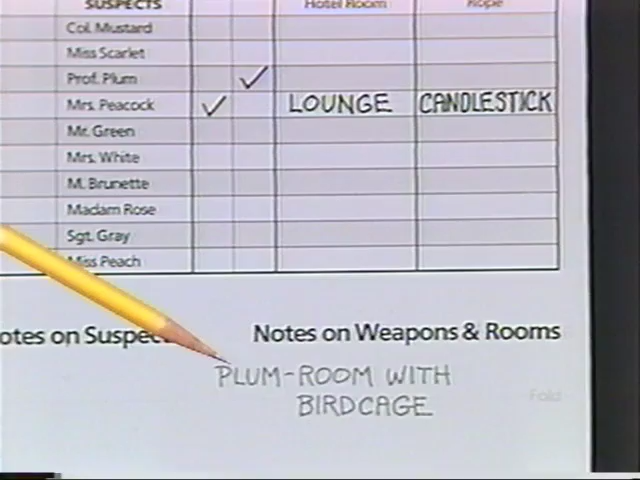 SUSPECTS Hotel Room Rope
Col. Mustard
Miss Scarlet
Prof. Plum
Mrs. Peacock LOUNGE CANDLESTICK
Mr. Green
Mrs. White
M. Brunette
Madam Rose
Sgt. Gray
Miss Peach
Notes on Weapons & Rooms
PLUM-ROOM WITH
BIRDCAGE
Fold